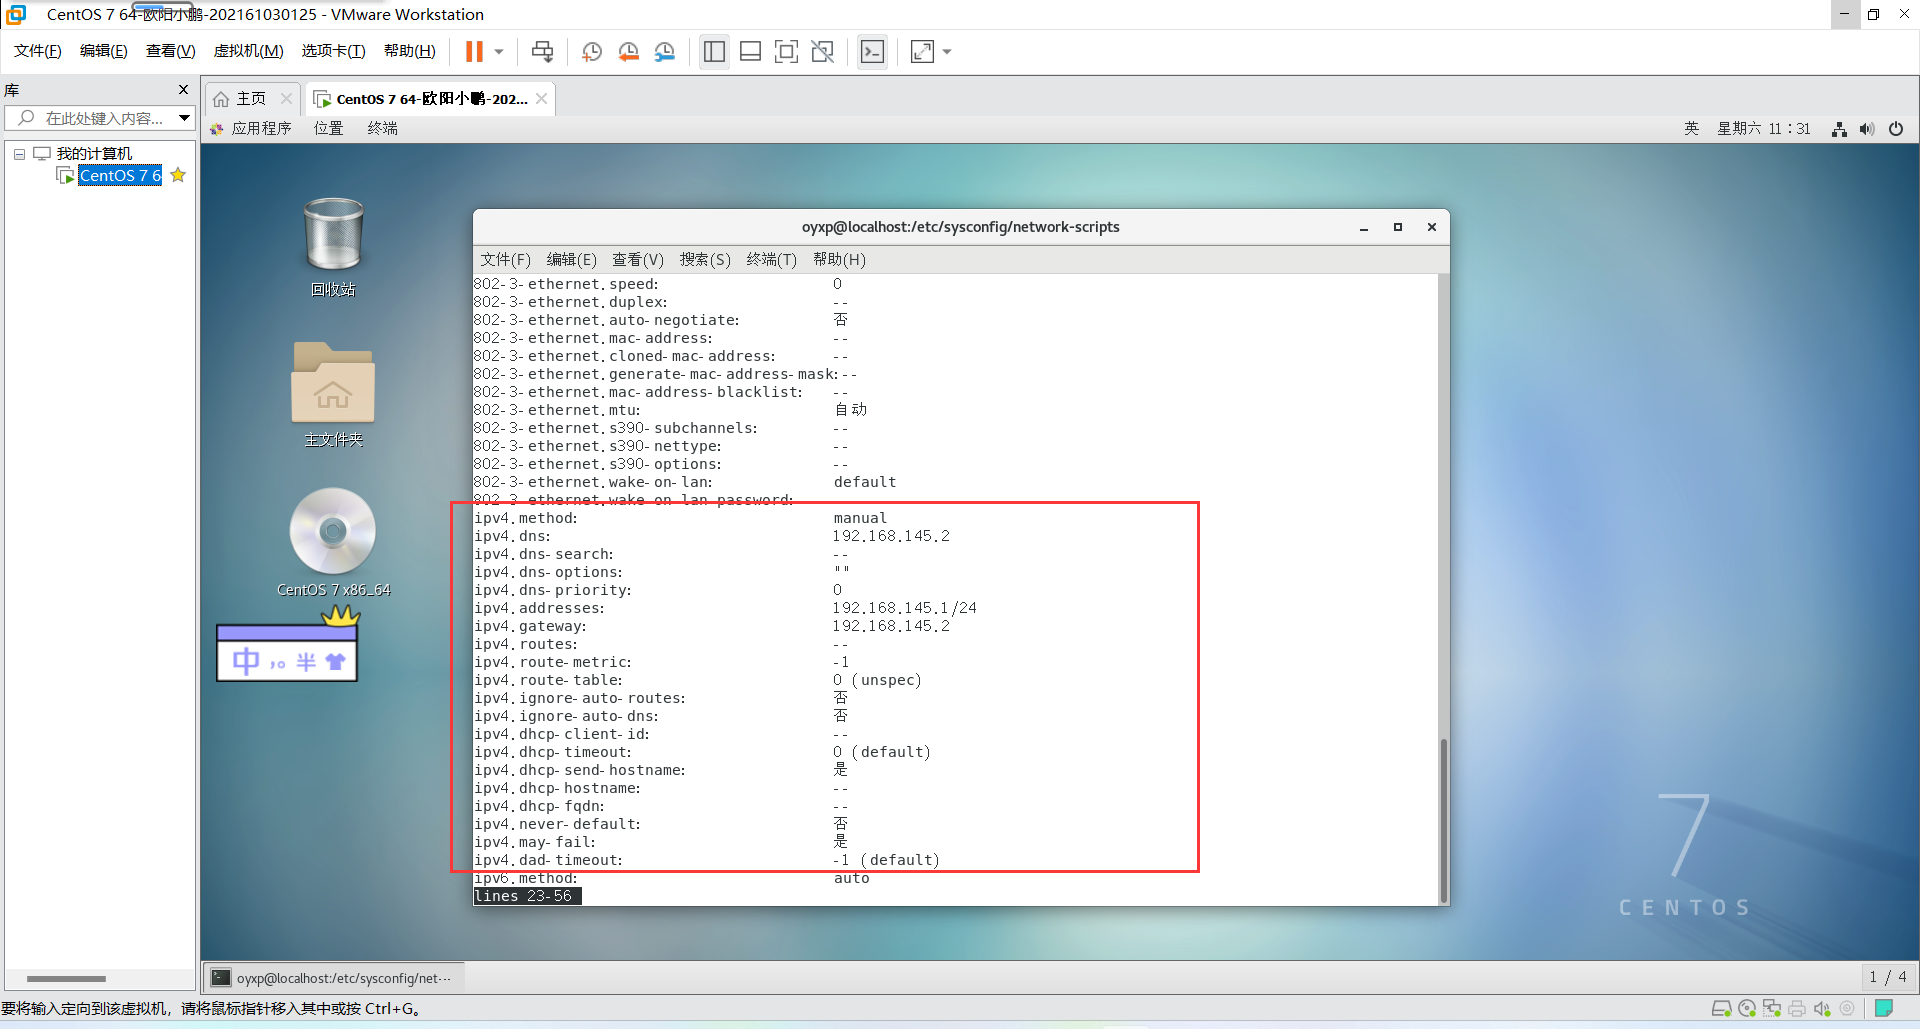 CentOS 7 64-欧阳小鹏-202161030125 - VMware Workstation
文件(F) 编辑(E) 查看(V) 虚拟机(M) 选项卡(T) 帮助(H)
库
在此处键入内容...
我的计算机
CentOS 7 6
主页
CentOS 7 64-欧阳小鹏-202...
应用程序 位置 终端
英 星期六 11：31
回收站
主文件夹
CentOS 7 x86_64
中 ,。 半
oyxp@localhost:/etc/sysconfig/network-scripts
文件(F) 编辑(E) 查看(V) 搜索(S) 终端(T) 帮助(H)
802-3-ethernet.speed: 0
802-3-ethernet.duplex: --
802-3-ethernet.auto-negotiate: 否
802-3-ethernet.mac-address: --
802-3-ethernet.cloned-mac-address: --
802-3-ethernet.generate-mac-address-mask:--
802-3-ethernet.mac-address-blacklist: --
802-3-ethernet.mtu: 自动
802-3-ethernet.s390-subchannels: --
802-3-ethernet.s390-nettype: --
802-3-ethernet.s390-options: --
802-3-ethernet.wake-on-lan: default
802-3-ethernet.wake-on-lan-password:
ipv4.method: manual
ipv4.dns: 192.168.145.2
ipv4.dns-search: --
ipv4.dns-options: ""
ipv4.dns-priority: 0
ipv4.addresses: 192.168.145.1/24
ipv4.gateway: 192.168.145.2
ipv4.routes: --
ipv4.route-metric: -1
ipv4.route-table: 0 (unspec)
ipv4.ignore-auto-routes: 否
ipv4.ignore-auto-dns: 否
ipv4.dhcp-client-id: --
ipv4.dhcp-timeout: 0 (default)
ipv4.dhcp-send-hostname: 是
ipv4.dhcp-hostname: --
ipv4.dhcp-fqdn: --
ipv4.never-default: 否
ipv4.may-fail: 是
ipv4.dad-timeout: -1 (default)
ipv6.method: auto
lines 23-56
7
CENTOS
oyxp@localhost:/etc/sysconfig/net···
1 / 4
要将输入定向到该虚拟机，请将鼠标指针移入其中或按 Ctrl+G。